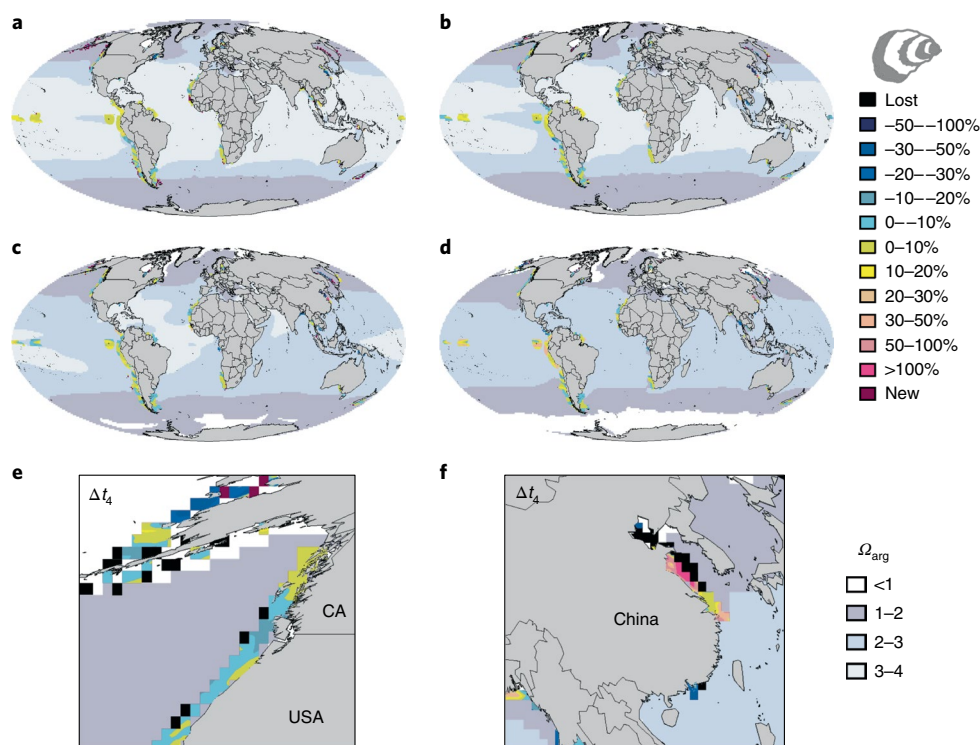 a
b
Lost
–50––100%
–30––50%
–20––30%
–10––20%
0––10%
0–10%
10–20%
20–30%
30–50%
50–100%
>100%
New
c
d
e
Δt4
CA
USA
f
Δt4
China
Ωarg
<1
1–2
2–3
3–4